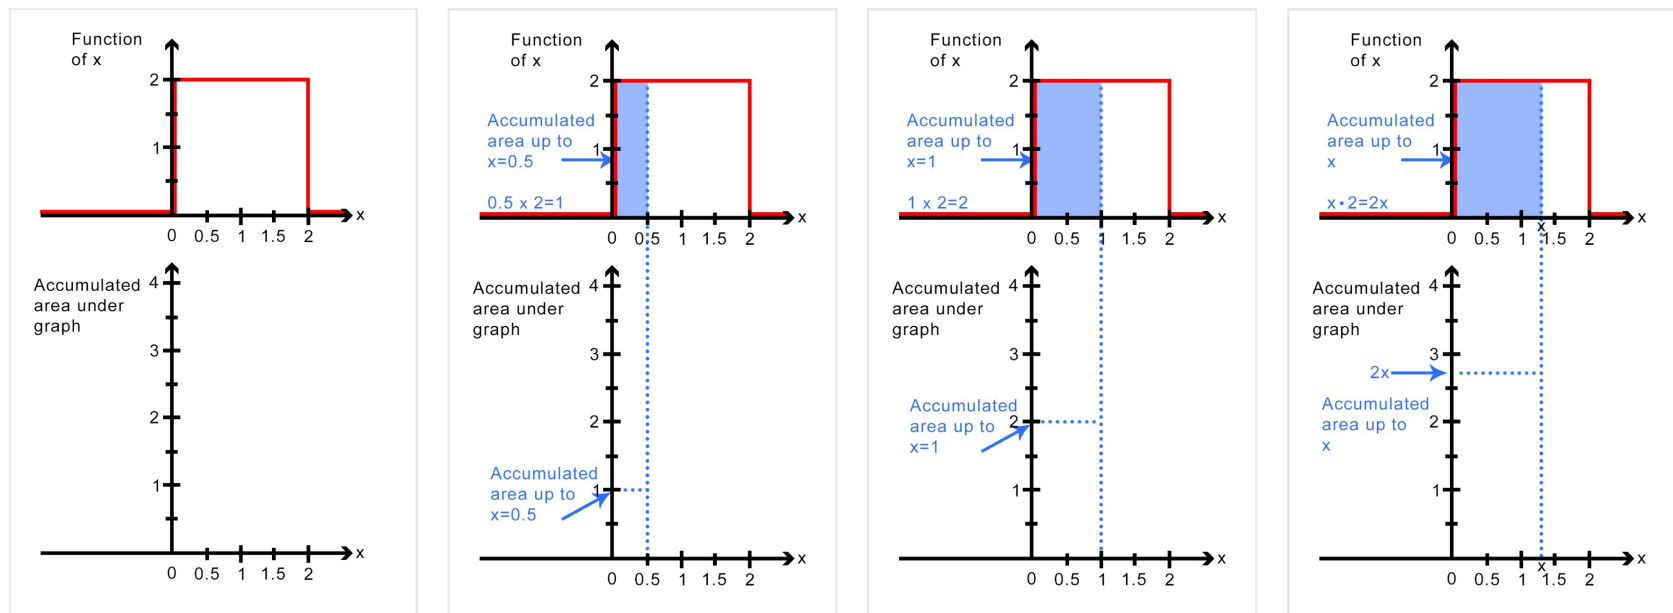 Function
of x
2
1
x
0 0.5 1 1.5 2
Accumulated
area under
graph
4
3
2
1
x
0 0.5 1 1.5 2
Function
of x
2
Accumulated
area up to
x=0.5
1
0.5 x 2=1
x
0 0.5 1 1.5 2
Accumulated
area under
graph
4
3
2
Accumulated
area up to
x=0.5
1
x
0 0.5 1 1.5 2
Function
of x
2
Accumulated
area up to
x=1
1
1 x 2=2
x
0 0.5 1 1.5 2
Accumulated
area under
graph
4
3
Accumulated
area up to
x=1
2
1
x
0 0.5 1 1.5 2
Function
of x
2
Accumulated
area up to
x
1
x•2=2x
x
x
0 0.5 1 1.5 2
Accumulated
area under
graph
4
3
2x
Accumulated
area up to
x
2
1
x
x
0 0.5 1 1.5 2